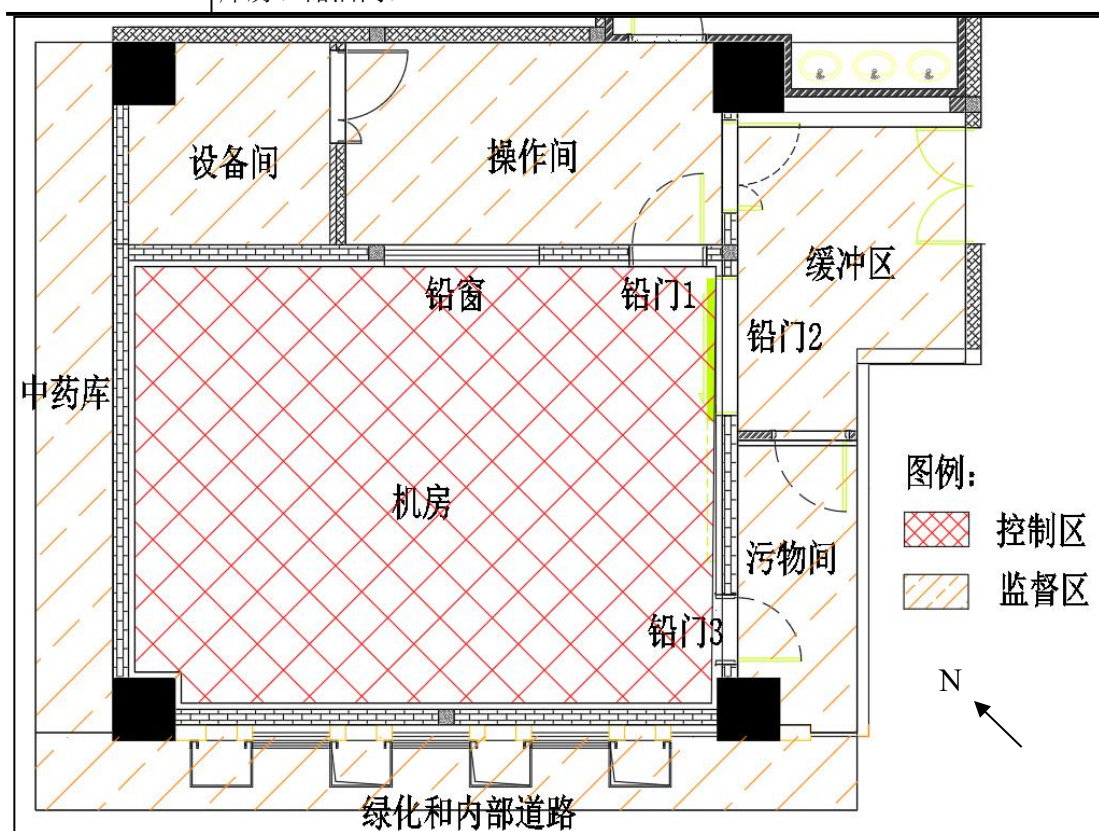 设备间
操作间
缓冲区
铅窗
铅门1
铅门2
中药库
机房
图例：
控制区
污物间
监督区
铅门3
N
绿化和内部道路